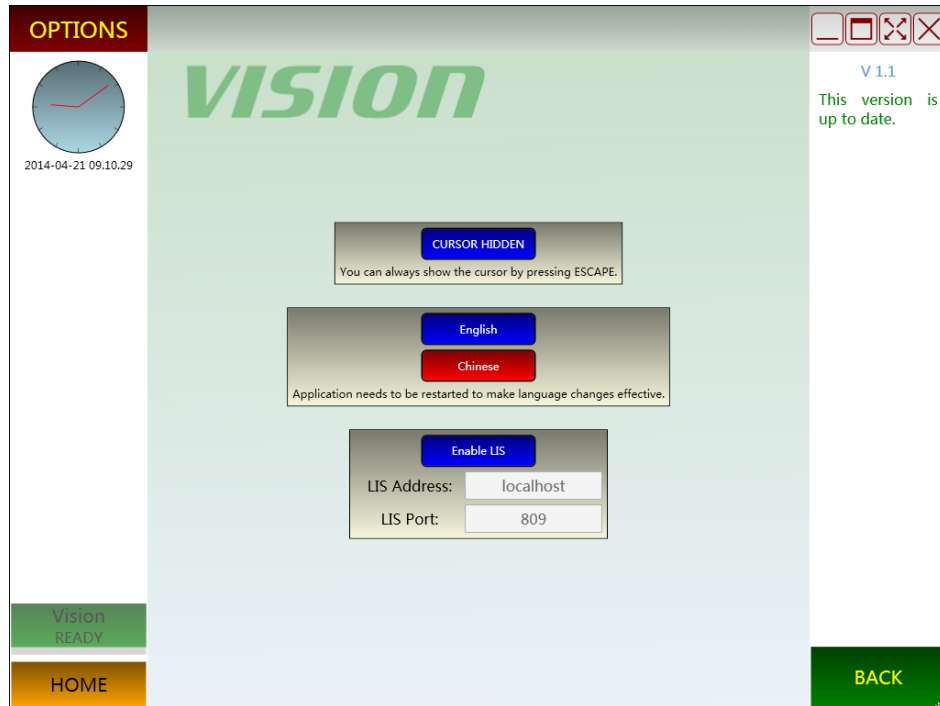 OPTIONS
2014-04-21 09.10.29
VISION
V 1.1
This version is
up to date.
CURSOR HIDDEN
You can always show the cursor by pressing ESCAPE.
English
Chinese
Application needs to be restarted to make language changes effective.
Enable LIS
LIS Address: localhost
LIS Port: 809
Vision
READY
HOME
BACK